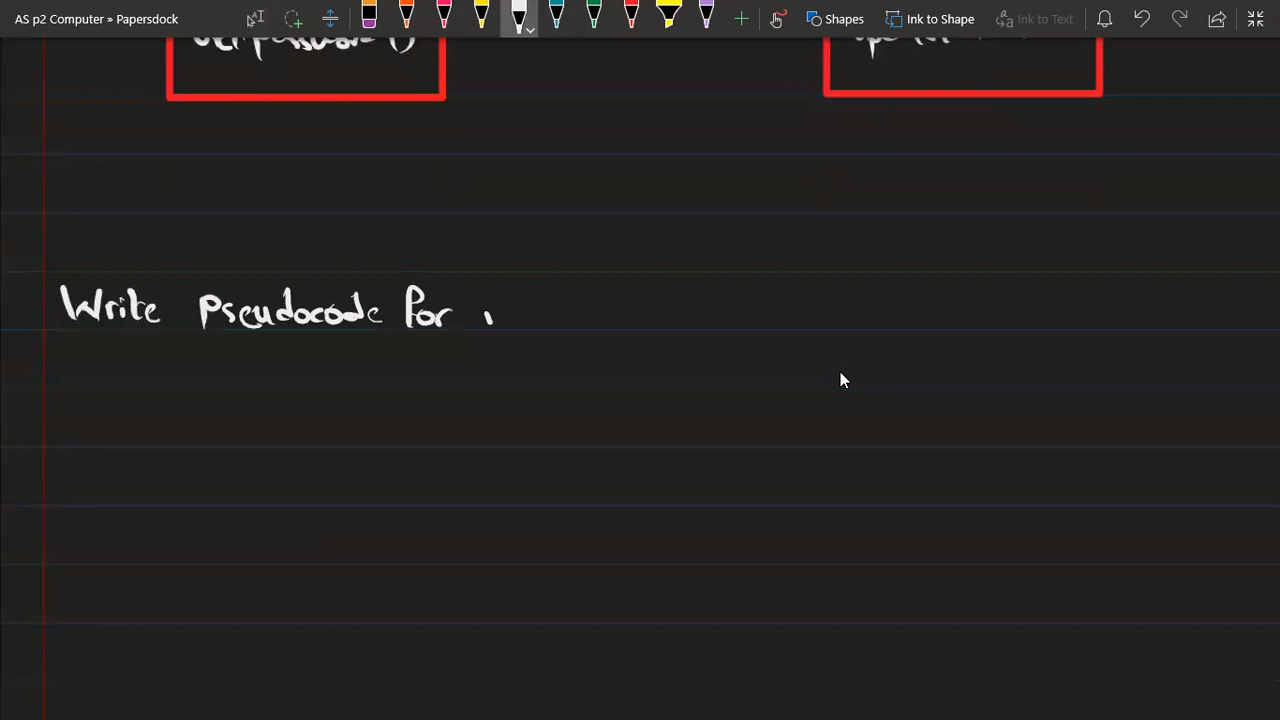 AS p2 Computer » Papersdock
Shapes
Ink to Shape
Ink to Text
Write pseudocode for